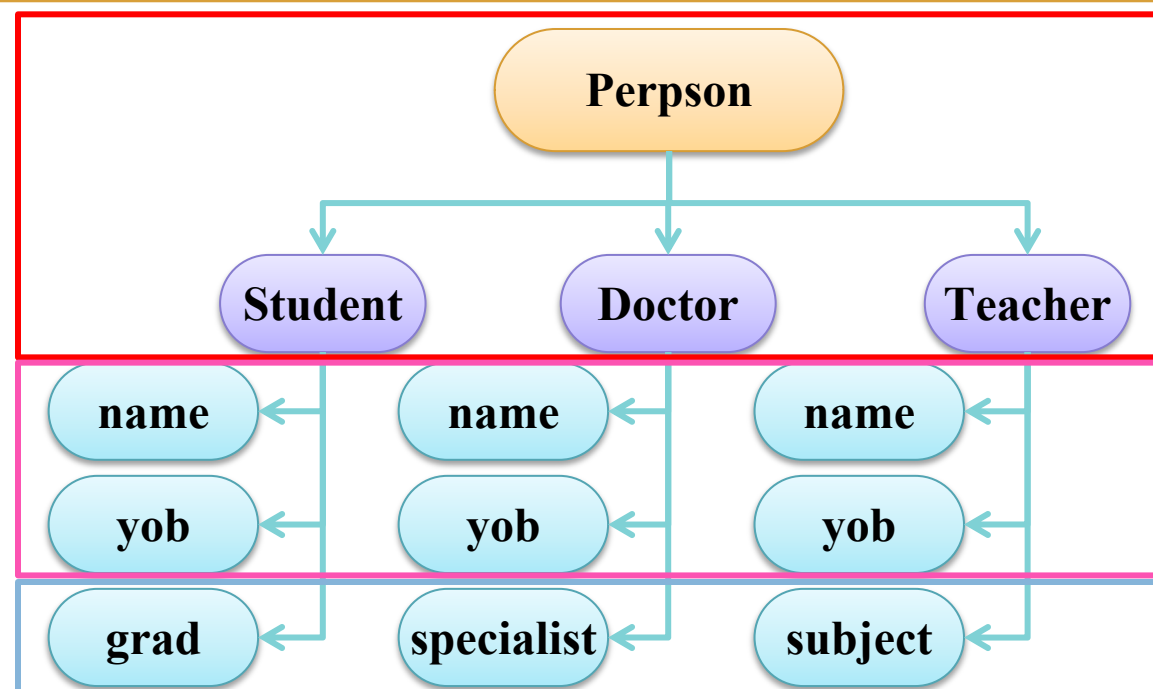 Perpson
Student Doctor Teacher
name name name
yob yob yob
grad specialist subject